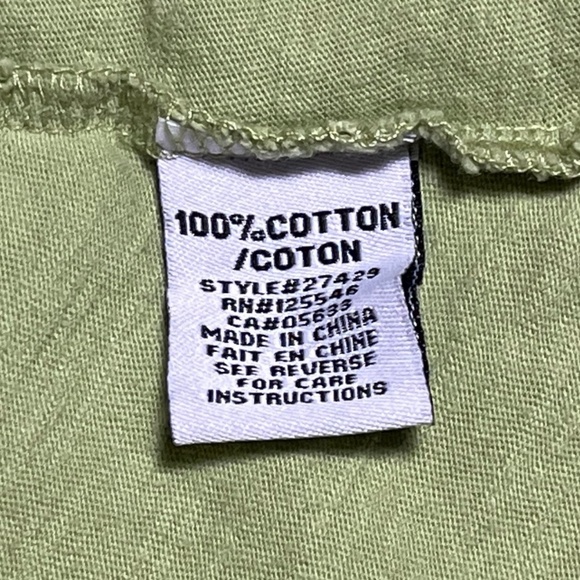 100%COTTON
/COTON
STYLE#27429
RN#125546
CA#05633
MADE IN CHINA
FAIT EN CHINE
SEE REVERSE
FOR CARE
INSTRUCTIONS